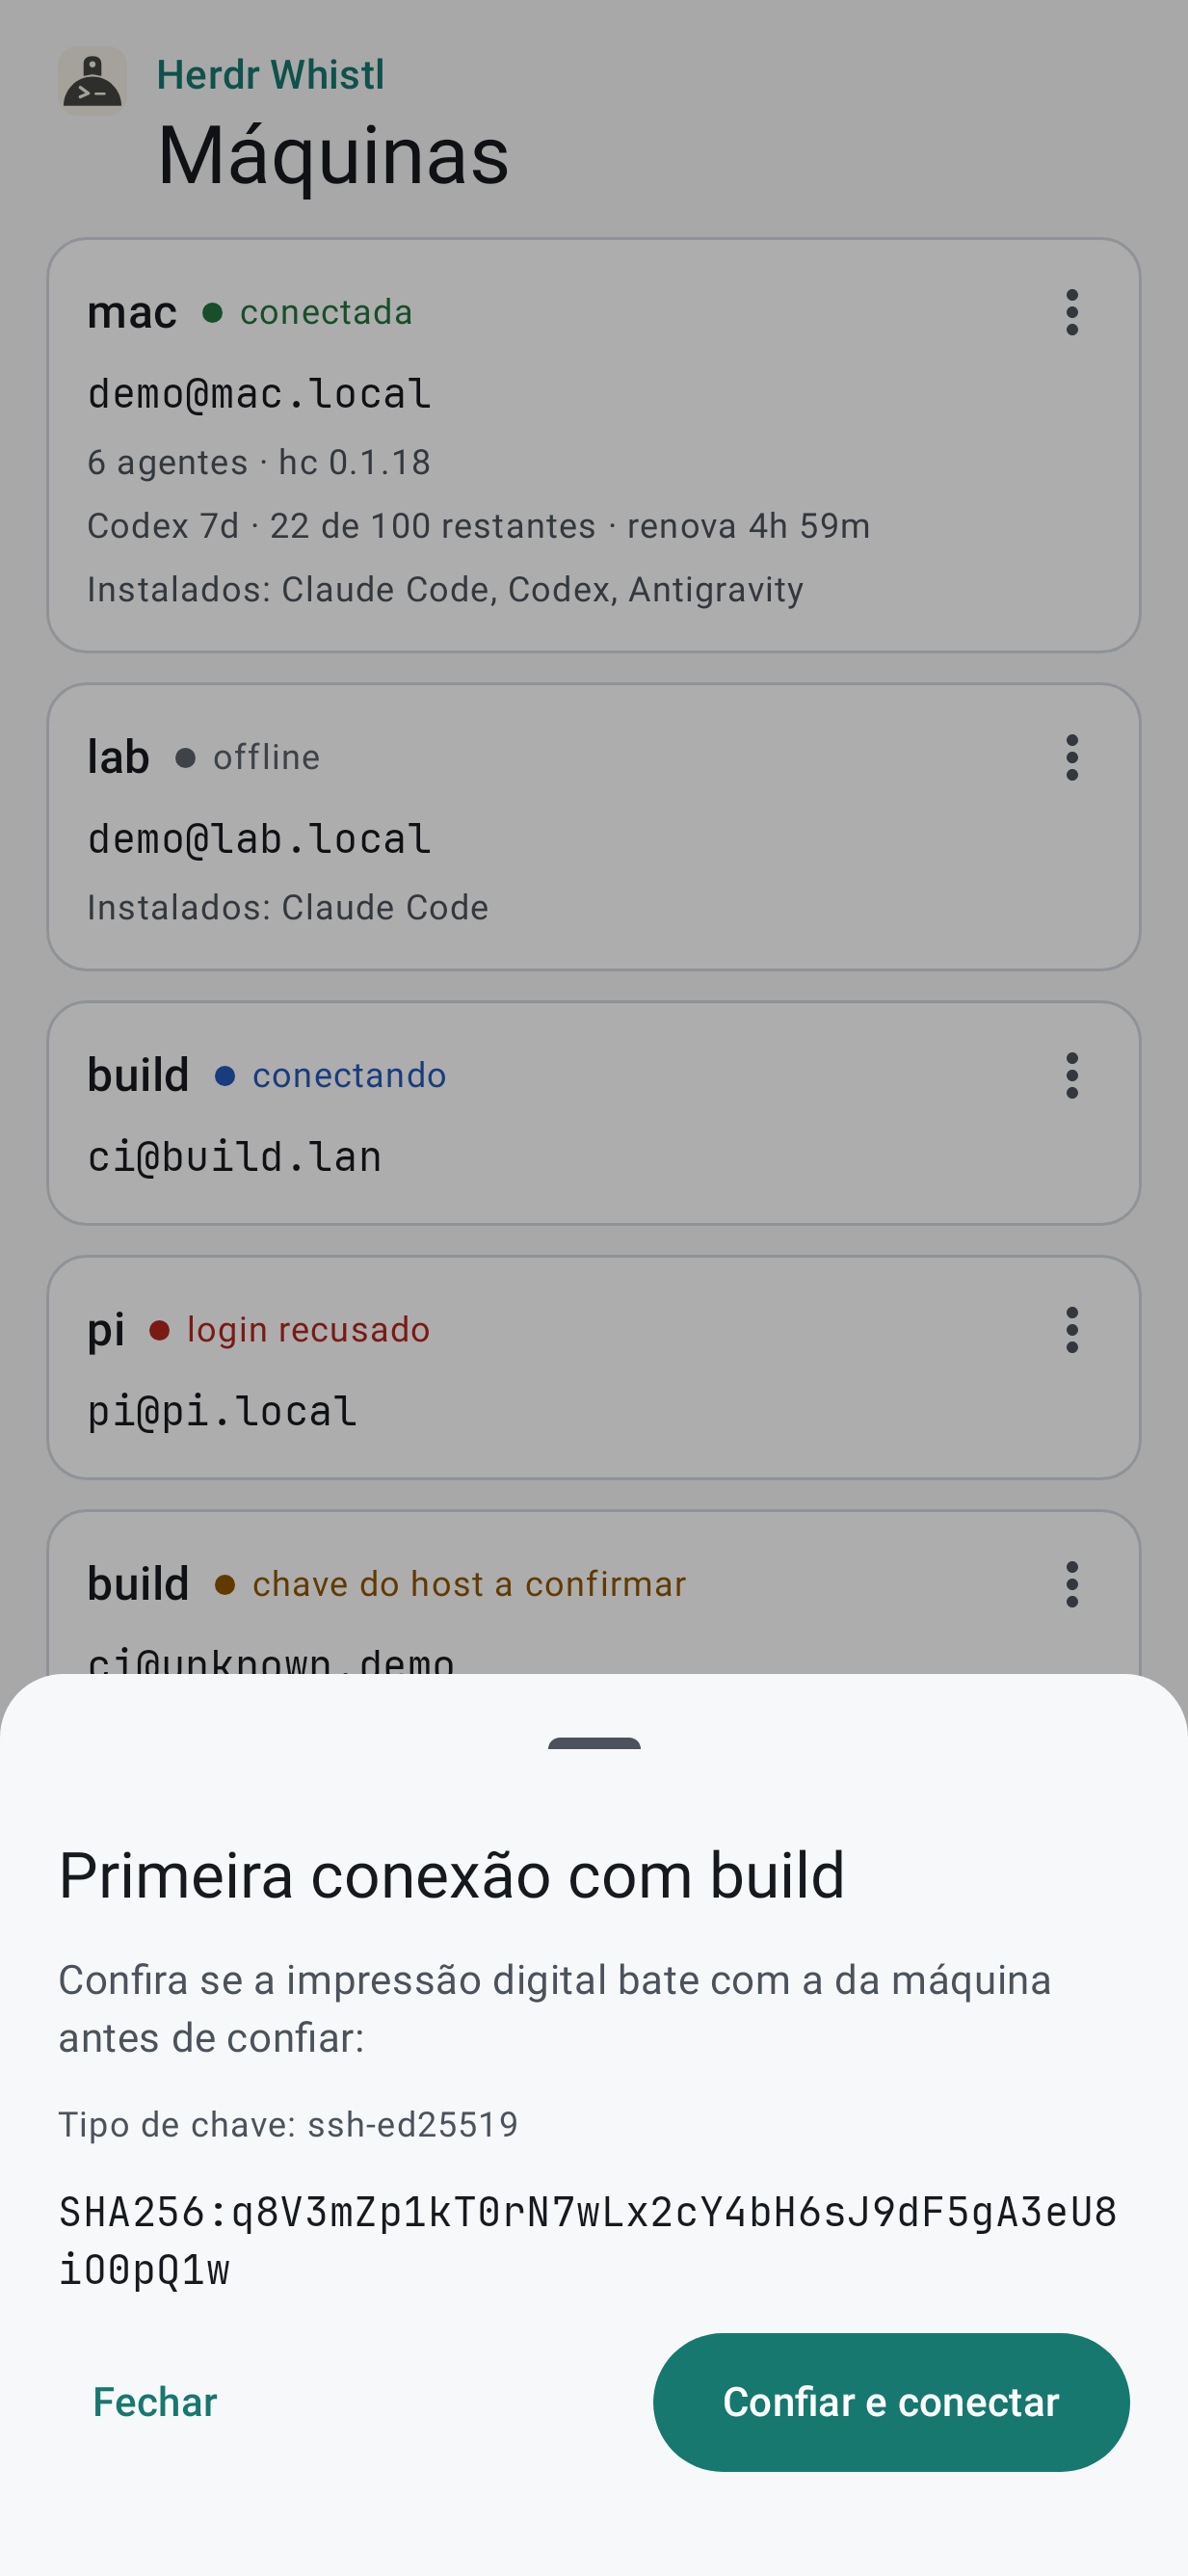 Herdr Whistl
Máquinas
mac conectada
demo@mac.local
6 agentes · hc 0.1.18
Codex 7d · 22 de 100 restantes · renova 4h 59m
Instalados: Claude Code, Codex, Antigravity
lab offline
demo@lab.local
Instalados: Claude Code
build conectando
ci@build.lan
pi login recusado
pi@pi.local
build chave do host a confirmar
ci@unknown.demo
Primeira conexão com build
Confira se a impressão digital bate com a da máquina
antes de confiar:
Tipo de chave: ssh-ed25519
SHA256:q8V3mZp1kT0rN7wLx2cY4bH6sJ9dF5gA3eU8
iO0pQ1w
Fechar
Confiar e conectar